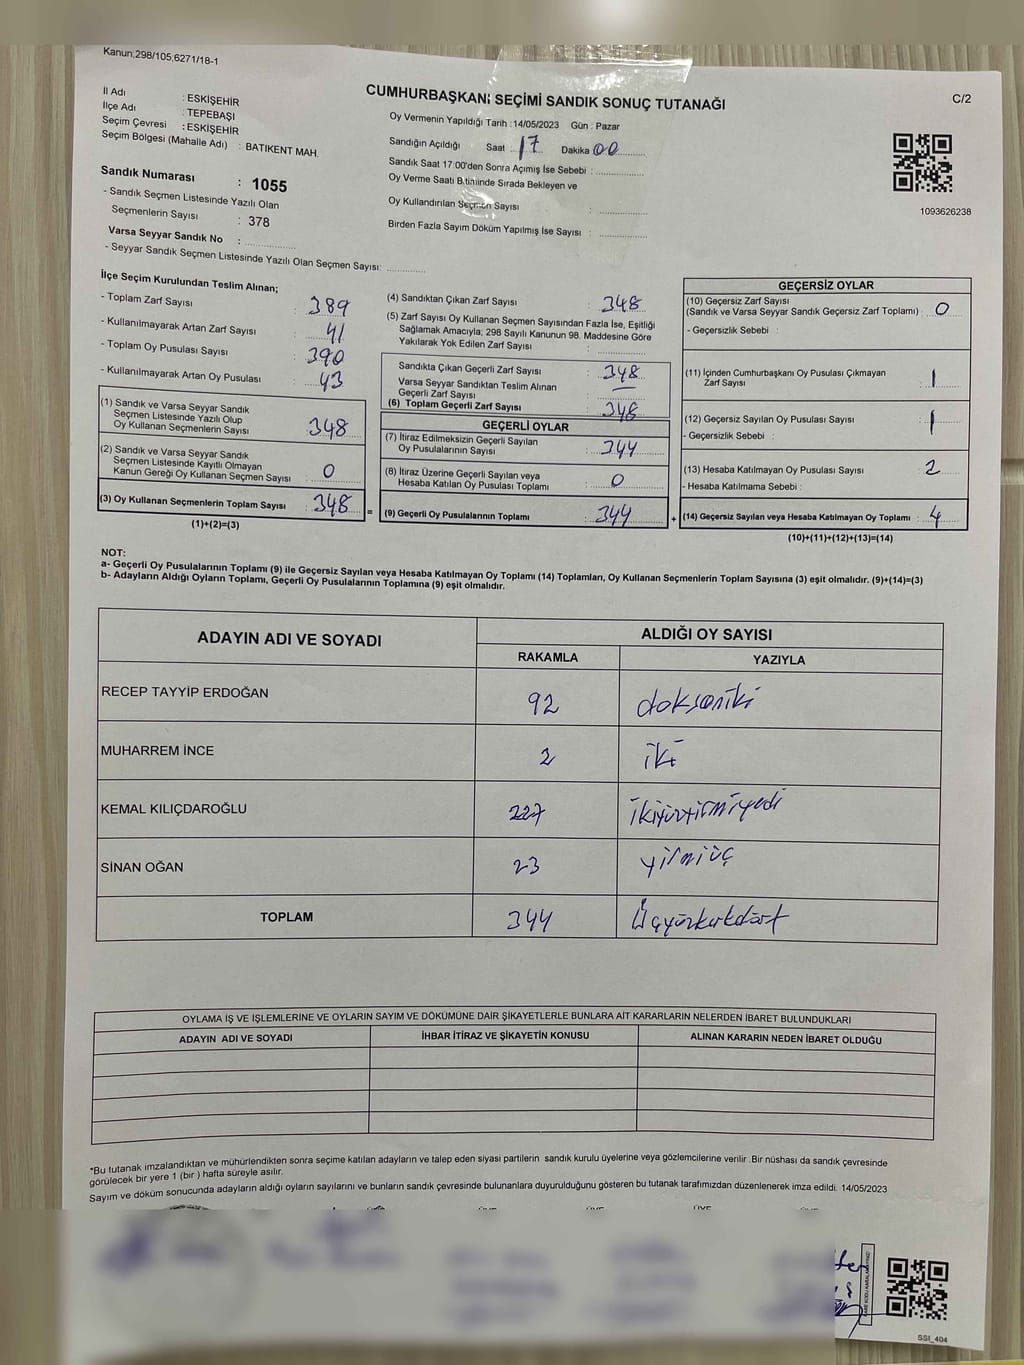 Kanun;298/105;6271/18-1
İl Adı : ESKİŞEHİR
İlçe Adı : TEPEBAŞI
Seçim Çevresi : ESKİŞEHİR
Seçim Bölgesi (Mahalle Adı) : BATIKENT MAH.
Sandık Numarası : 1055
- Sandık Seçmen Listesinde Yazılı Olan
Seçmenlerin Sayısı : 378
Varsa Seyyar Sandık No :
- Seyyar Sandık Seçmen Listesinde Yazılı Olan Seçmen Sayısı:
CUMHURBAŞKANI SEÇİMİ SANDIK SONUÇ TUTANAĞI
C/2
Oy Vermenin Yapıldığı Tarih :14/05/2023 Gün : Pazar
Sandığın Açıldığı Saat 17 Dakika 00
Sandık Saat 17:00'den Sonra Açımış İse Sebebi :
Oy Verme Saati Bitiminde Sırada Bekleyen ve
Oy Kullandırılan Seçmen Sayısı :
Birden Fazla Sayım Döküm Yapılmış İse Sayısı :
1093626238
İlçe Seçim Kurulundan Teslim Alınan;
- Toplam Zarf Sayısı : 389
- Kullanılmayarak Artan Zarf Sayısı : 41
- Toplam Oy Pusulası Sayısı : 390
- Kullanılmayarak Artan Oy Pusulası : 43
(1) Sandık ve Varsa Seyyar Sandık
Seçmen Listesinde Yazılı Olup
Oy Kullanan Seçmenlerin Sayısı : 348
(2) Sandık ve Varsa Seyyar Sandık
Seçmen Listesinde Kayıtlı Olmayan
Kanun Gereği Oy Kullanan Seçmen Sayısı : 0
(3) Oy Kullanan Seçmenlerin Toplam Sayısı : 348
(1)+(2)=(3)
=
(4) Sandıktan Çıkan Zarf Sayısı : 348
(5) Zarf Sayısı Oy Kullanan Seçmen Sayısından Fazla İse, Eşitliği
Sağlamak Amacıyla; 298 Sayılı Kanunun 98. Maddesine Göre
Yakılarak Yok Edilen Zarf Sayısı :
Sandıkta Çıkan Geçerli Zarf Sayısı : 348
Varsa Seyyar Sandıktan Teslim Alınan
Geçerli Zarf Sayısı : —
(6) Toplam Geçerli Zarf Sayısı : 348
GEÇERLİ OYLAR
(7) İtiraz Edilmeksizin Geçerli Sayılan
Oy Pusulalarının Sayısı : 344
(8) İtiraz Üzerine Geçerli Sayılan veya
Hesaba Katılan Oy Pusulası Toplamı : 0
(9) Geçerli Oy Pusulalarının Toplamı : 344
+
GEÇERSİZ OYLAR
(10) Geçersiz Zarf Sayısı
(Sandık ve Varsa Seyyar Sandık Geçersiz Zarf Toplamı) : 0
- Geçersizlik Sebebi :
(11) İçinden Cumhurbaşkanı Oy Pusulası Çıkmayan
Zarf Sayısı : 1
(12) Geçersiz Sayılan Oy Pusulası Sayısı : 1
- Geçersizlik Sebebi :
(13) Hesaba Katılmayan Oy Pusulası Sayısı : 2
- Hesaba Katılmama Sebebi :
(14) Geçersiz Sayılan veya Hesaba Katılmayan Oy Toplamı : 4
(10)+(11)+(12)+(13)=(14)
NOT:
a- Geçerli Oy Pusulalarının Toplamı (9) ile Geçersiz Sayılan veya Hesaba Katılmayan Oy Toplamı (14) Toplamları, Oy Kullanan Seçmenlerin Toplam Sayısına (3) eşit olmalıdır. (9)+(14)=(3)
b- Adayların Aldığı Oyların Toplamı, Geçerli Oy Pusulalarının Toplamına (9) eşit olmalıdır.
ADAYIN ADI VE SOYADI ALDIĞI OY SAYISI
RAKAMLA YAZIYLA
RECEP TAYYİP ERDOĞAN 92 doksaniki
MUHARREM İNCE 2 iki
KEMAL KILIÇDAROĞLU 227 ikiyüzyirmiyedi
SİNAN OĞAN 23 yirmiüç
TOPLAM 344 Üçyüzkırkdört
OYLAMA İŞ VE İŞLEMLERİNE VE OYLARIN SAYIM VE DÖKÜMÜNE DAİR ŞİKAYETLERLE BUNLARA AİT KARARLARIN NELERDEN İBARET BULUNDUKLARI
ADAYIN ADI VE SOYADI İHBAR İTİRAZ VE ŞİKAYETİN KONUSU ALINAN KARARIN NEDEN İBARET OLDUĞU
*Bu tutanak imzalandıktan ve mühürlendikten sonra seçime katılan adayların ve talep eden siyasi partilerin sandık kurulu üyelerine veya gözlemcilerine verilir .Bir nüshası da sandık çevresinde
görülecek bir yere 1 (bir ) hafta süreyle asılır.
Sayım ve döküm sonucunda adayların aldığı oyların sayılarını ve bunların sandık çevresinde bulunanlara duyurulduğunu gösteren bu tutanak tarafımızdan düzenlenerek imza edildi. 14/05/2023
SSI_404